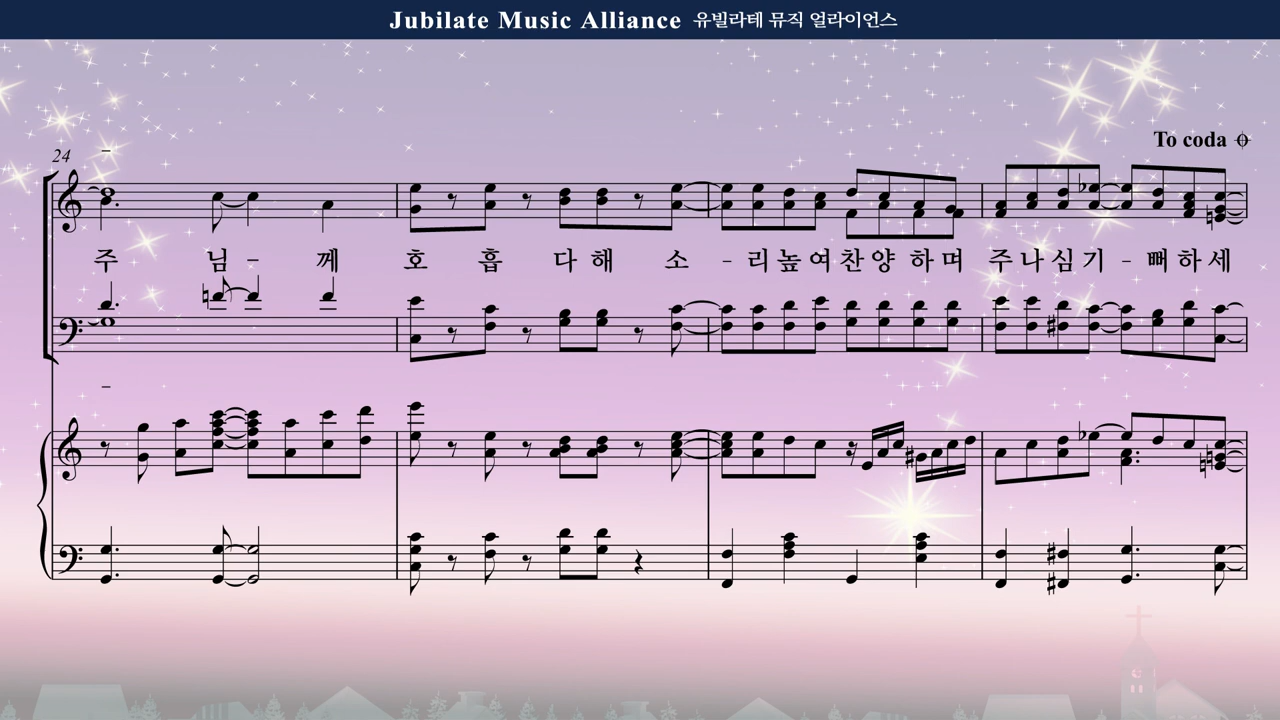 Jubilate Music Alliance 유빌라테 뮤직 얼라이언스
To coda
24
주 님 - 께 호 흡 다 해 소 - 리 높 여 찬 양 하 며 주 나 심 기 - 뻐 하 세